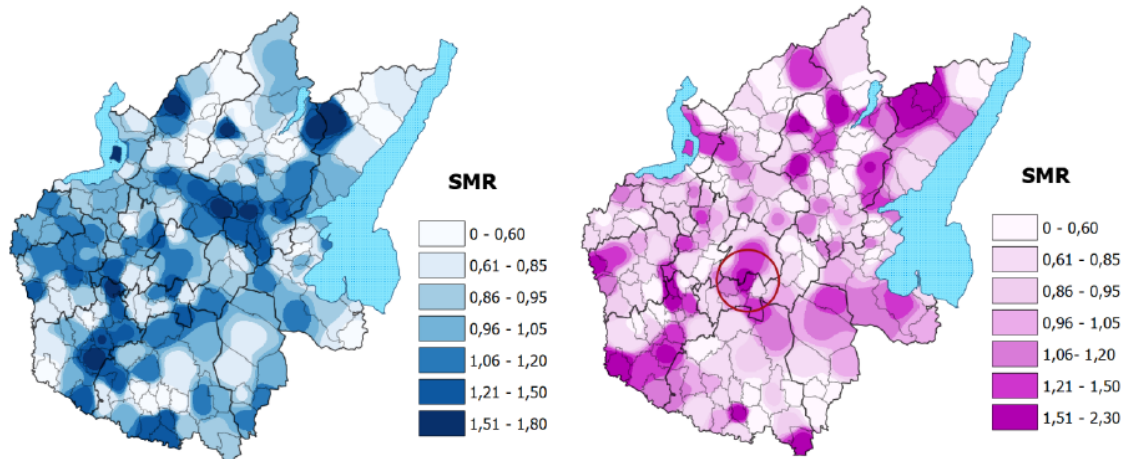 SMR
0 - 0,60
0,61 - 0,85
0,86 - 0,95
0,96 - 1,05
1,06 - 1,20
1,21 - 1,50
1,51 - 1,80
SMR
0 - 0,60
0,61 - 0,85
0,86 - 0,95
0,96 - 1,05
1,06- 1,20
1,21 - 1,50
1,51 - 2,30